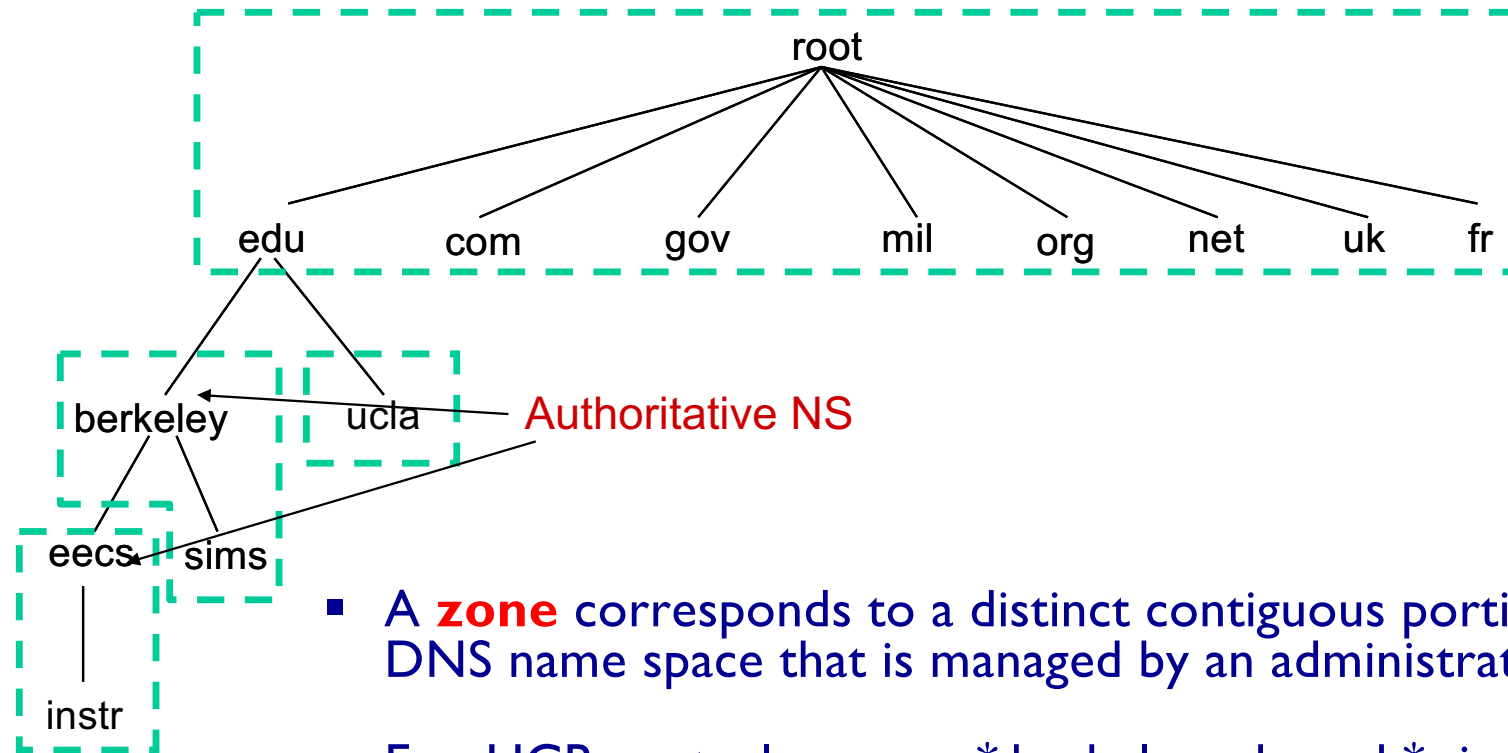 root
edu com gov mil org net uk fr
berkeley ucla Authoritative NS
eecs sims
▪ A zone corresponds to a distinct contiguous porti
DNS name space that is managed by an administrat
instr